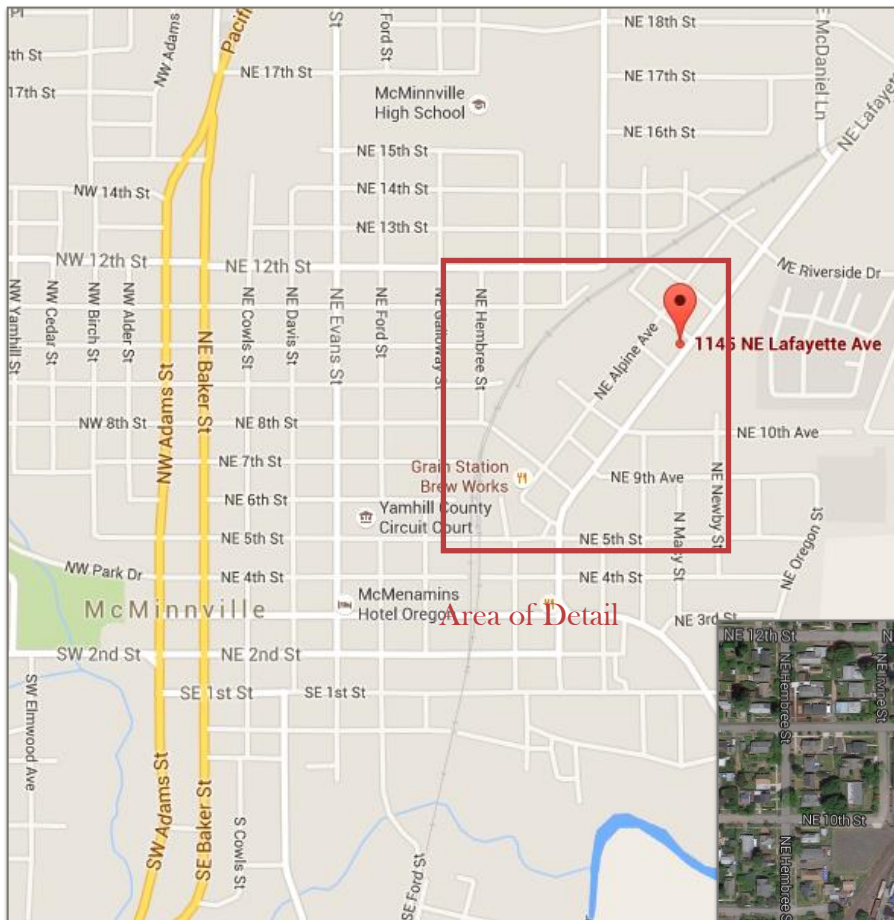 Pl
Ford St
NE 18th St
E McDaniel Ln
NW Adams
Pacific
St
8th St
17th St
NE 17th St
NE 17th St
McMinnville
High School
NE 16th St
NE Lafayett
NE 15th St
NW 14th St
NE 14th St
NE 13th St
NW 12th St
NE 12th St
NE Riverside Dr
NW Yamhill St
NW Cedar St
NW Birch St
NW Alder St
NW Adams St
NE Baker St
NE Cowls St
NE Davis St
NE Evans St
NE Ford St
NE Galloway St
NE Hembree St
NE Alpine Ave
1145 NE Lafayette Ave
NW 8th St
NE 8th St
NE 10th Ave
NE 7th St
Grain Station
Brew Works
NE 9th Ave
NE Newby St
NE 6th St
Yamhill County
Circuit Court
N Macy St
NE Oregon St
NE 5th St
NE 5th St
NW Park Dr
NE 4th St
NE 4th St
McMinnville
McMenamins
Hotel Oregon
Area of Detail
NE 3rd St
SW 2nd St
NE 2nd St
SE 1st St
SE 1st St
SW Elmwood Ave
SW Adams St
SE Baker St
S Cowls St
SE Ford St
NE 12th St
N
NE Hembree St
NE Irvine St
NE 10th St
NE Hembree S